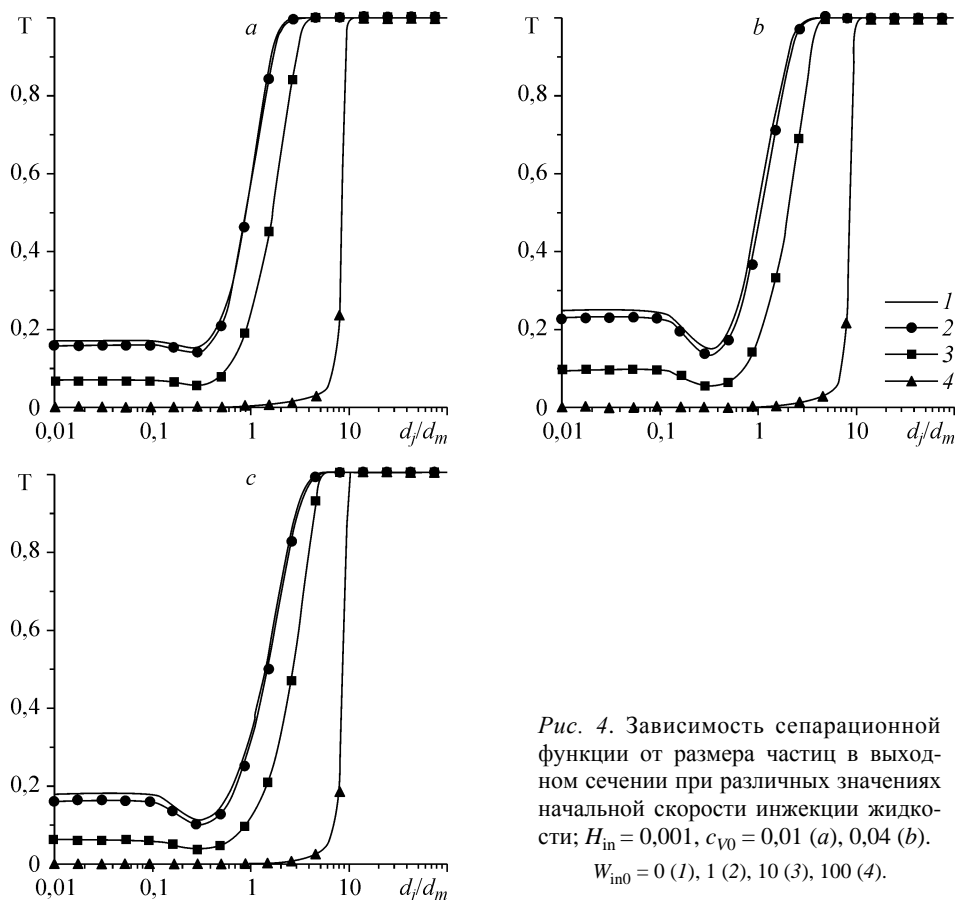 T
a
0,8
0,6
0,4
0,2
0
0,01
0,1
1
10
d_j/d_m
T
b
0,8
0,6
0,4
0,2
0
0,01
0,1
1
10
d_j/d_m
1
2
3
4
T
c
0,8
0,6
0,4
0,2
0
0,01
0,1
1
10
d_j/d_m
Рис. 4. Зависимость сепарационной
функции от размера частиц в выход-
ном сечении при различных значениях
начальной скорости инжекции жидко-
сти; H_in = 0,001, c_V0 = 0,01 (a), 0,04 (b).
W_in0 = 0 (1), 1 (2), 10 (3), 100 (4).